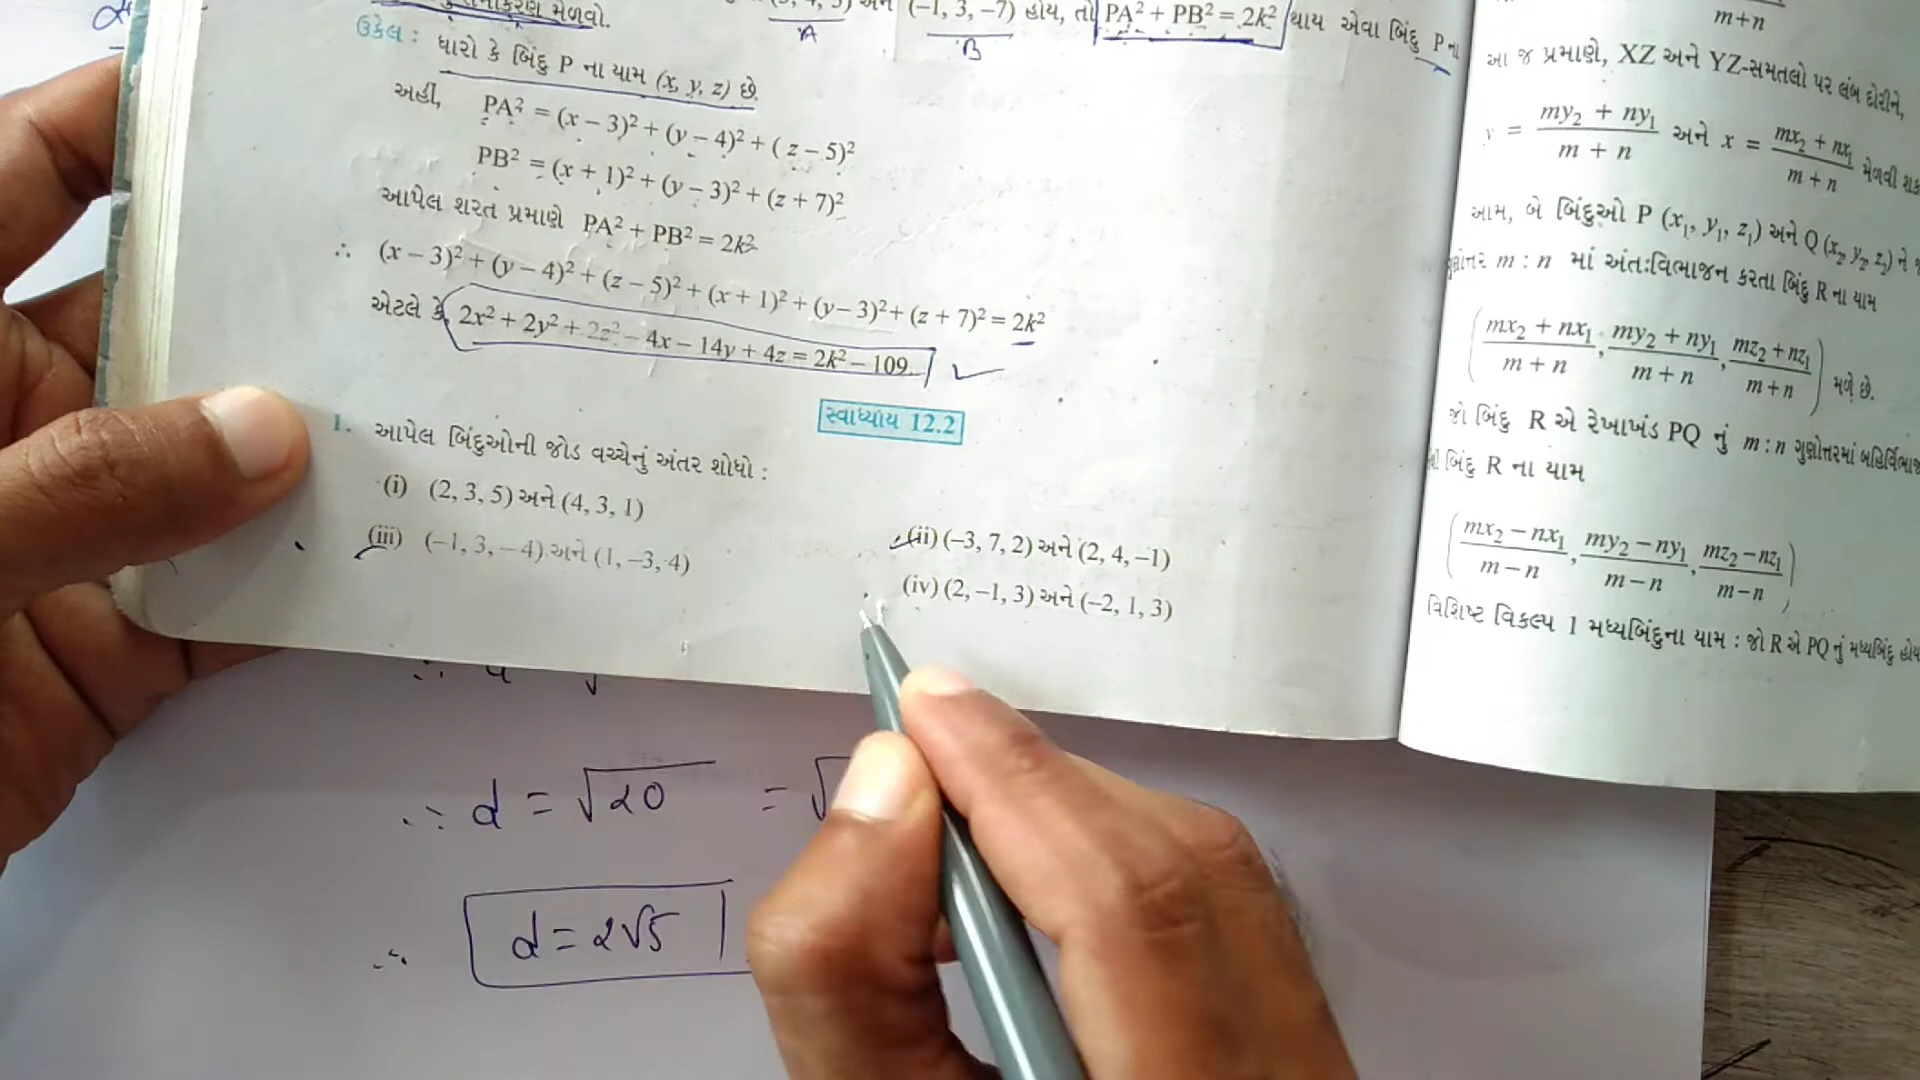 સમીકરણ મેળવો.
(−1, 3, −7) હોય, તો PA² + PB² = 2k² થાય એવા બિંદુ P ના
A
B
ઉકેલ : ધારો કે બિંદુ P ના યામ (x, y, z) છે.
અહીં, PA² = (x − 3)² + (y − 4)² + ( z − 5)²
PB² = (x + 1)² + (y − 3)² + (z + 7)²
આપેલ શરત પ્રમાણે PA² + PB² = 2k²
∴ (x − 3)² + (y − 4)² + (z − 5)² + (x + 1)² + (y − 3)² + (z + 7)² = 2k²
એટલે કે, 2x² + 2y² + 2z² − 4x − 14y + 4z = 2k² − 109.
સ્વાધ્યાય 12.2
1. આપેલ બિંદુઓની જોડ વચ્ચેનું અંતર શોધો :
(i) (2, 3, 5) અને (4, 3, 1)
(ii) (−3, 7, 2) અને (2, 4, −1)
(iii) (−1, 3, −4) અને (1, −3, 4)
(iv) (2, −1, 3) અને (−2, 1, 3)
∴ d = √20 = √
∴ d = 2√5
m+n
આ જ પ્રમાણે, XZ અને YZ-સમતલો પર લંબ દોરીને,
y = my₂ + ny₁ / m + n અને x = mx₂ + nx₁ / m + n મેળવી
આમ, બે બિંદુઓ P (x₁, y₁, z₁) અને Q (x₂, y₂, z₂) ને
ગુણોત્તર m : n માં અંતઃવિભાજન કરતા બિંદુ R ના યામ
(mx₂ + nx₁ / m + n, my₂ + ny₁ / m + n, mz₂ + nz₁ / m + n) મળે છે.
જો બિંદુ R એ રેખાખંડ PQ નું m : n ગુણોત્તરમાં
બિંદુ R ના યામ
(mx₂ − nx₁ / m − n, my₂ − ny₁ / m − n, mz₂ − nz₁ / m − n)
વિશિષ્ટ વિકલ્પ 1 મધ્યબિંદુના યામ : જો R એ PQ નું મધ્યબિંદુ હોય